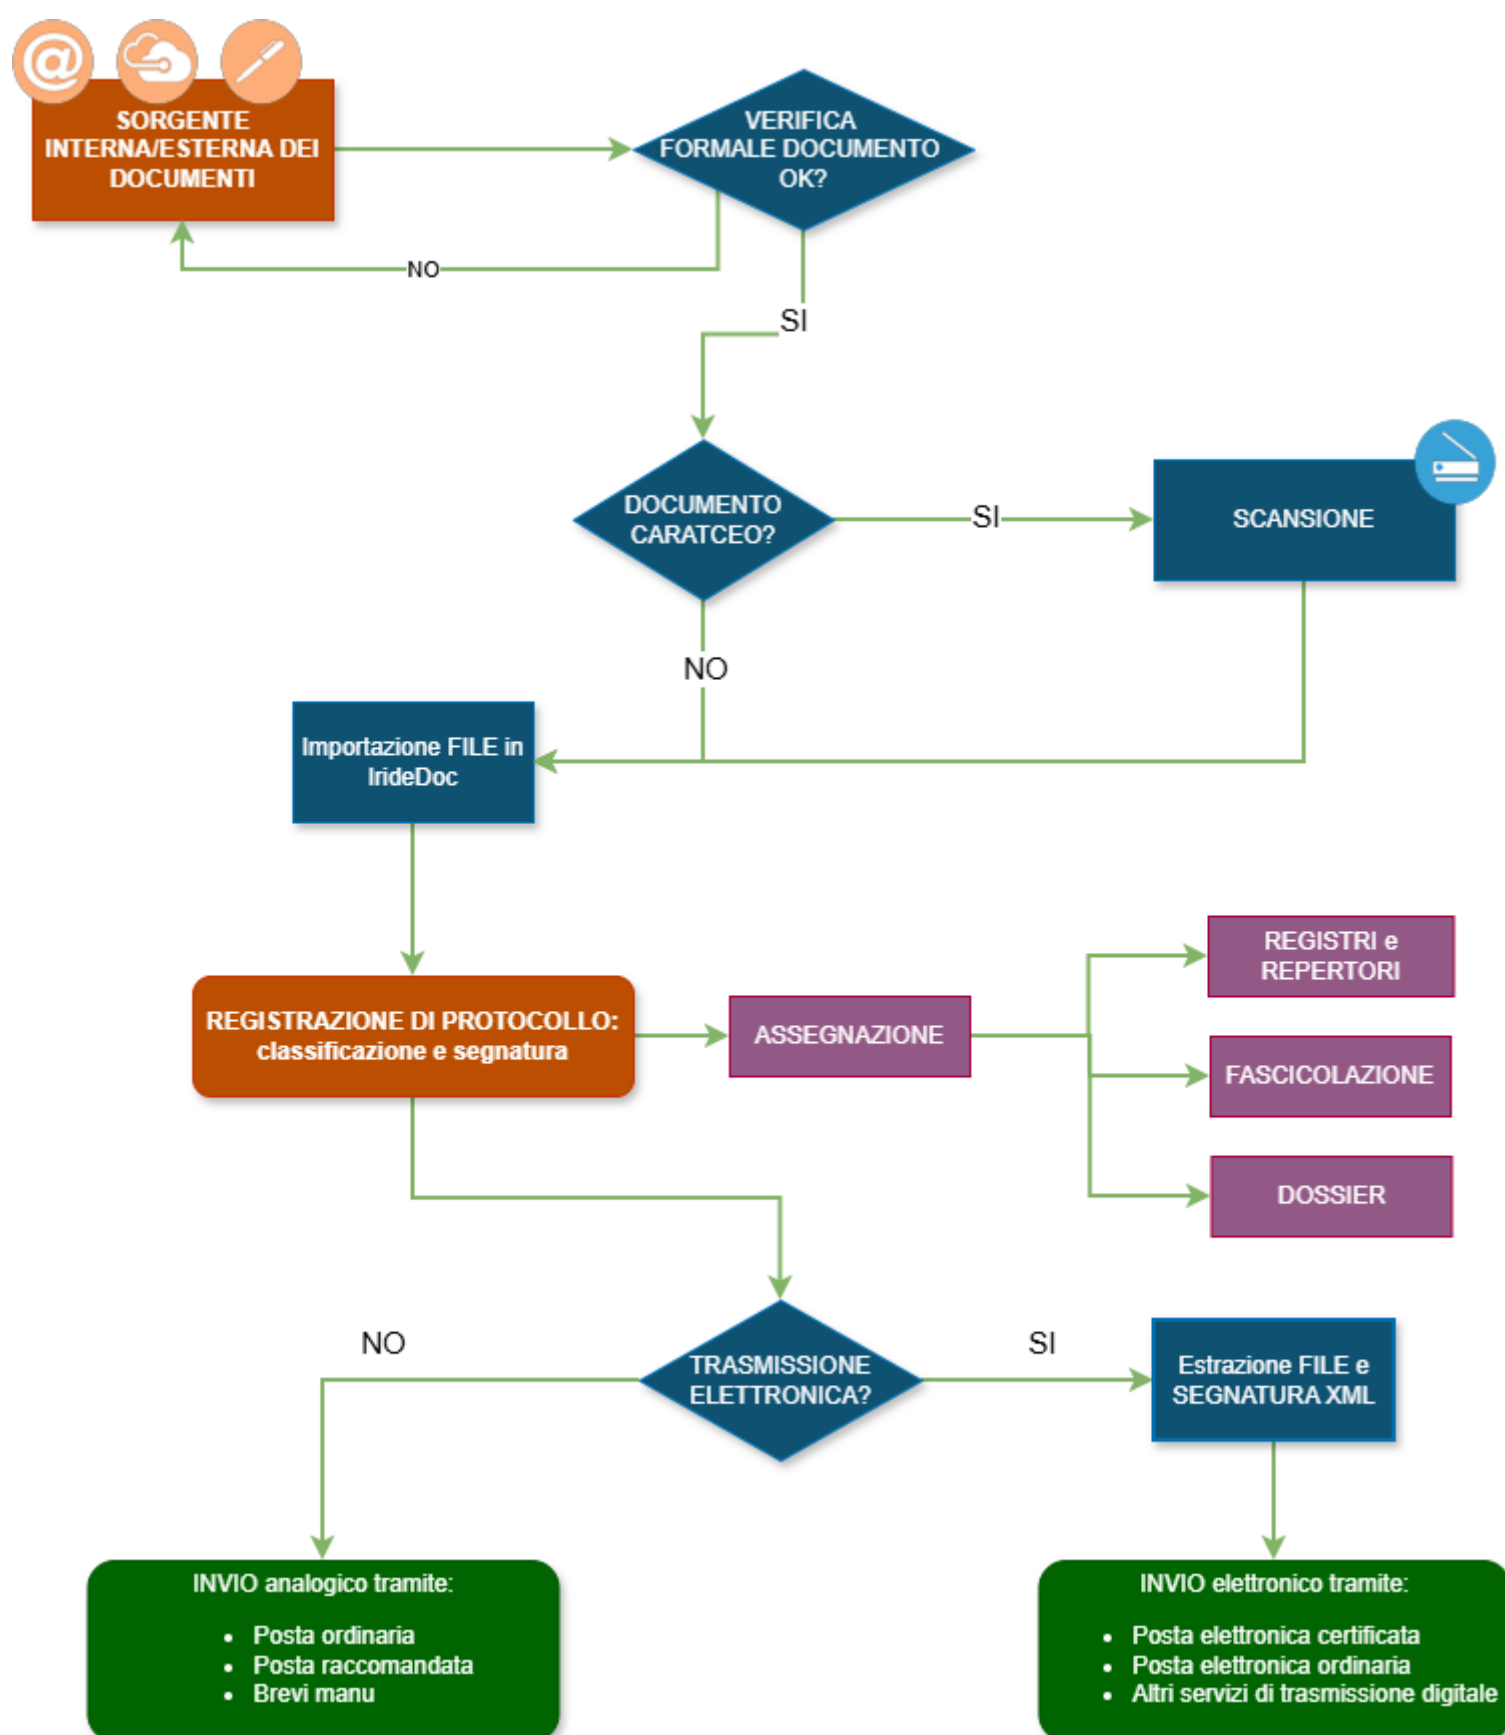 SORGENTE
INTERNA/ESTERNA DEI
DOCUMENTI
VERIFICA
FORMALE DOCUMENTO
OK?
NO
SI
DOCUMENTO
CARATCEO?
SI
SCANSIONE
NO
Importazione FILE in
IrideDoc
REGISTRAZIONE DI PROTOCOLLO:
classificazione e segnatura
ASSEGNAZIONE
REGISTRI e
REPERTORI
FASCICOLAZIONE
DOSSIER
TRASMISSIONE
ELETTRONICA?
NO
SI
Estrazione FILE e
SEGNATURA XML
INVIO analogico tramite:
• Posta ordinaria
• Posta raccomandata
• Brevi manu
INVIO elettronico tramite:
• Posta elettronica certificata
• Posta elettronica ordinaria
• Altri servizi di trasmissione digitale